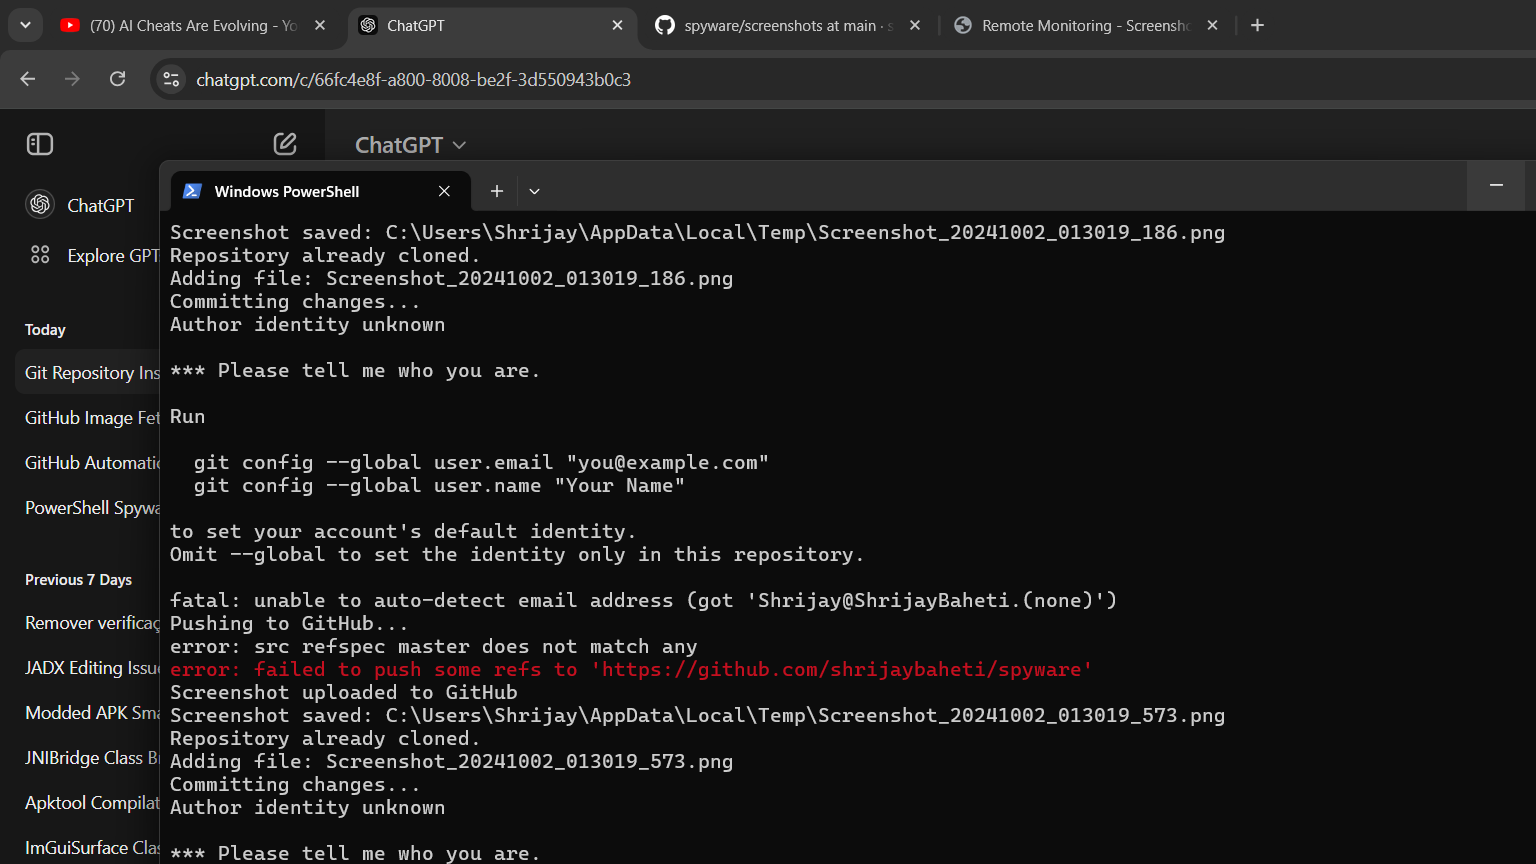 (70) AI Cheats Are Evolving - Yo
ChatGPT
spyware/screenshots at main · s
Remote Monitoring - Screensho
chatgpt.com/c/66fc4e8f-a800-8008-be2f-3d550943b0c3
ChatGPT
ChatGPT
Explore GPT
Today
Git Repository Ins
GitHub Image Fet
GitHub Automatic
PowerShell Spywa
Previous 7 Days
Remover verificaç
JADX Editing Issue
Modded APK Sma
JNIBridge Class Br
Apktool Compilat
ImGuiSurface Clas
Windows PowerShell
Screenshot saved: C:\Users\Shrijay\AppData\Local\Temp\Screenshot_20241002_013019_186.png
Repository already cloned.
Adding file: Screenshot_20241002_013019_186.png
Committing changes...
Author identity unknown
*** Please tell me who you are.
Run
git config --global user.email "you@example.com"
git config --global user.name "Your Name"
to set your account's default identity.
Omit --global to set the identity only in this repository.
fatal: unable to auto-detect email address (got 'Shrijay@ShrijayBaheti.(none)')
Pushing to GitHub...
error: src refspec master does not match any
error: failed to push some refs to 'https://github.com/shrijaybaheti/spyware'
Screenshot uploaded to GitHub
Screenshot saved: C:\Users\Shrijay\AppData\Local\Temp\Screenshot_20241002_013019_573.png
Repository already cloned.
Adding file: Screenshot_20241002_013019_573.png
Committing changes...
Author identity unknown
*** Please tell me who you are.